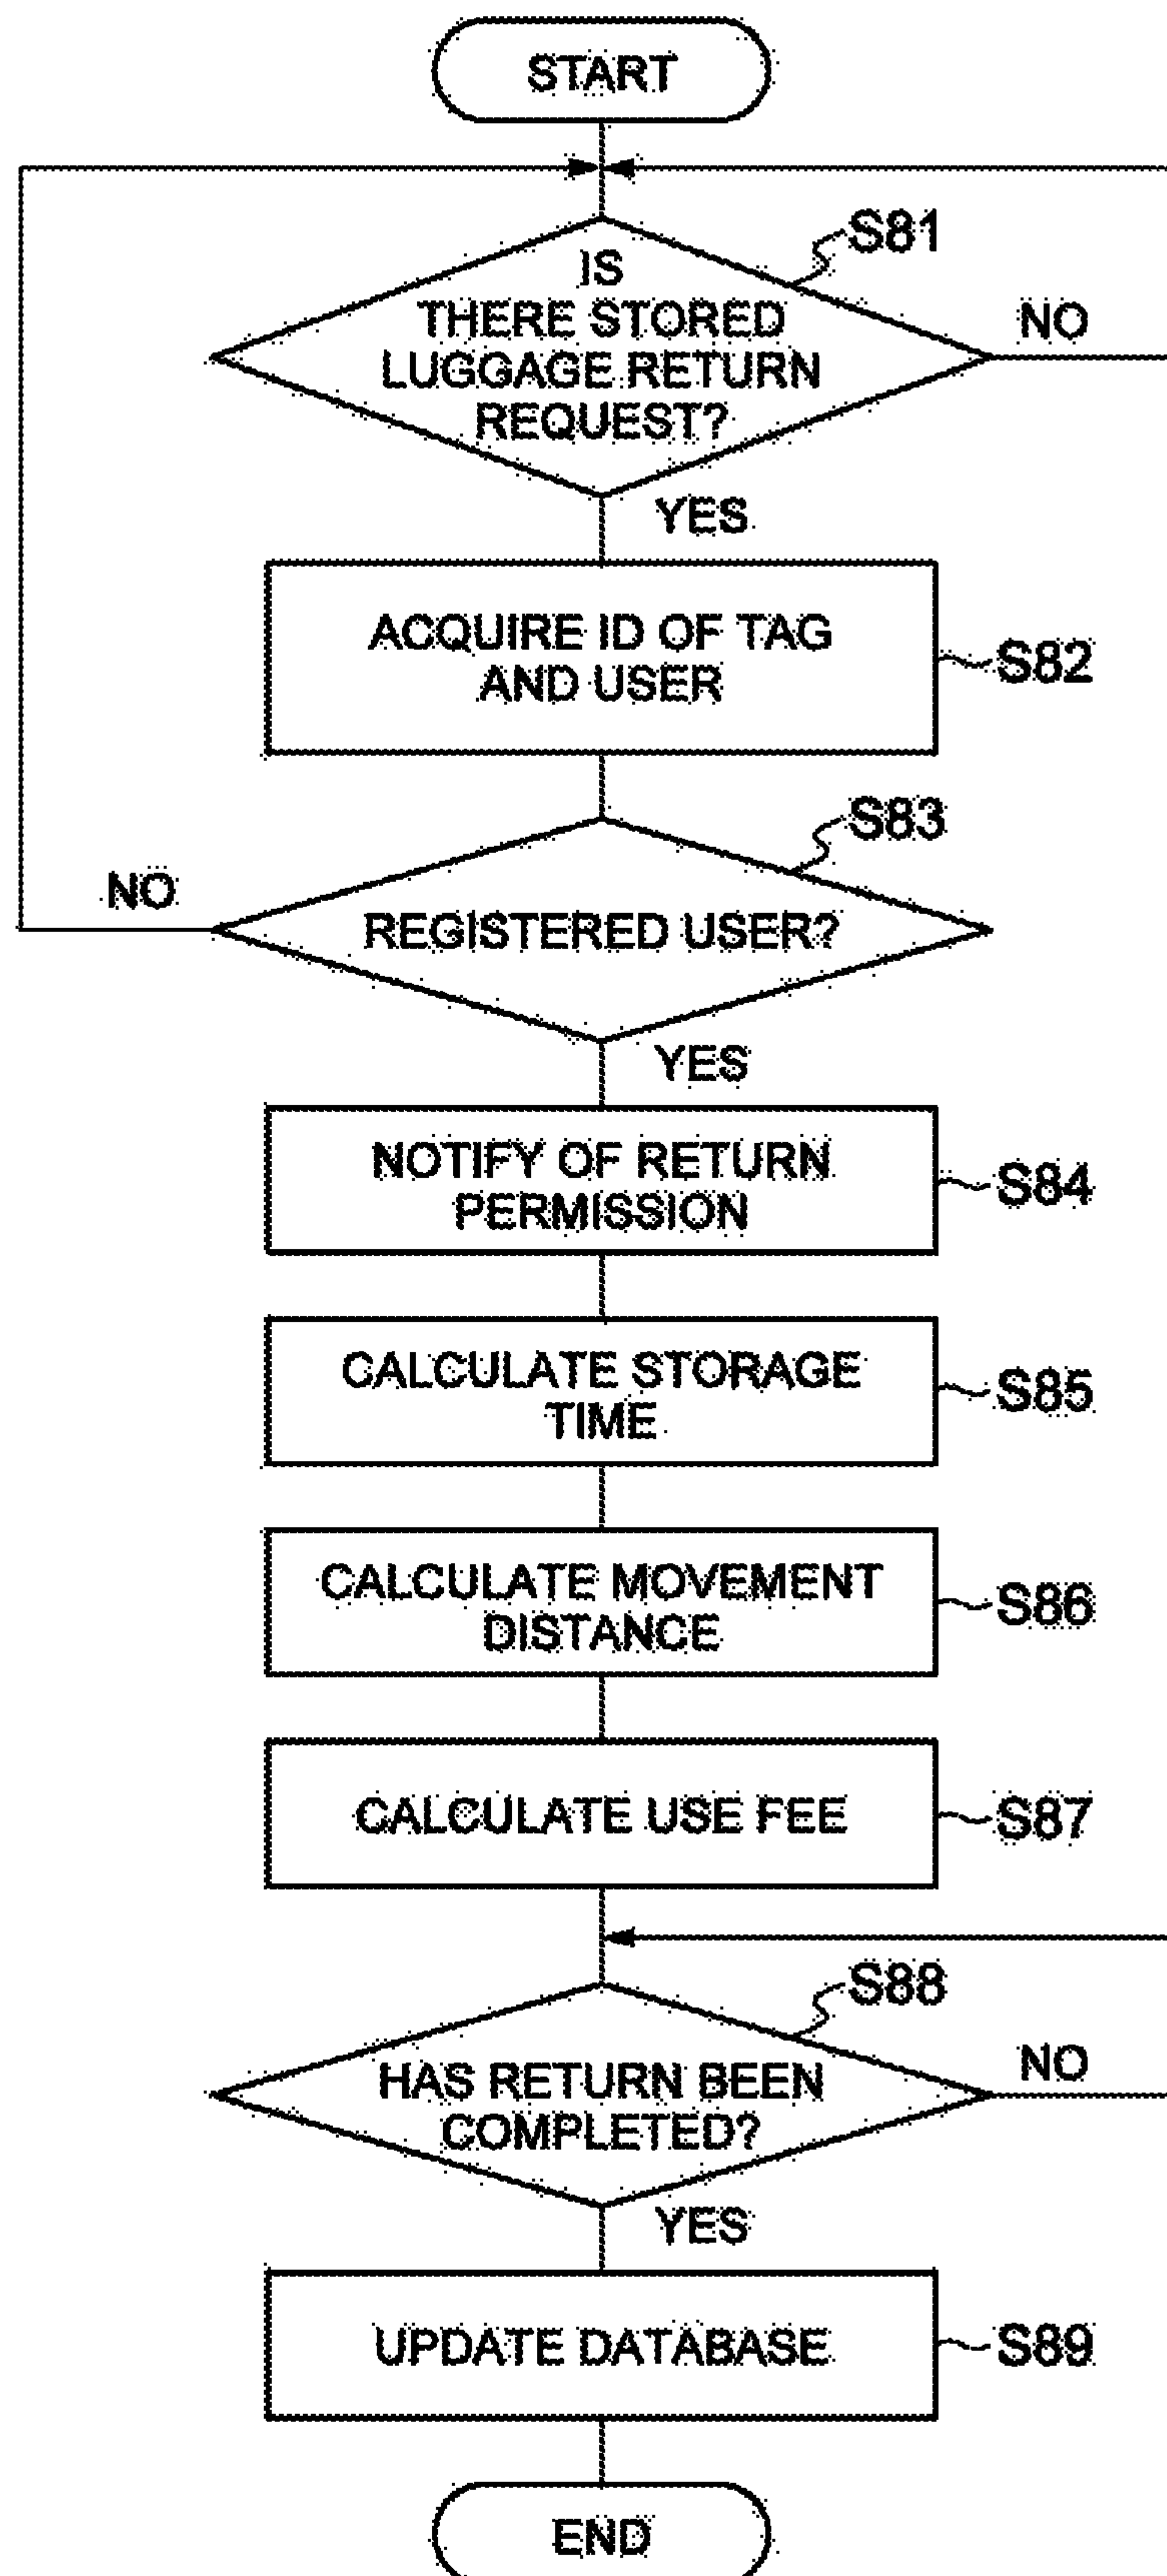 START
S81
IS
THERE STORED
LUGGAGE RETURN
REQUEST?
NO
YES
ACQUIRE ID OF TAG
AND USER
S82
S83
NO
REGISTERED USER?
YES
NOTIFY OF RETURN
PERMISSION
S84
CALCULATE STORAGE
TIME
S85
CALCULATE MOVEMENT
DISTANCE
S86
CALCULATE USE FEE
S87
S88
HAS RETURN BEEN
COMPLETED?
NO
YES
UPDATE DATABASE
S89
END